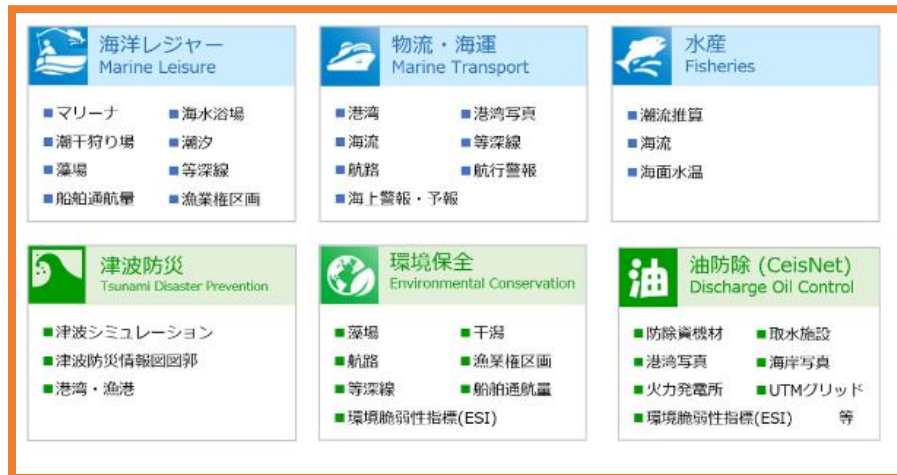 海洋レジャー
Marine Leisure
■マリーナ ■海水浴場
■潮干狩り場 ■潮汐
■藻場 ■等深線
■船舶通航量 ■漁業権区画
物流・海運
Marine Transport
■港湾 ■港湾写真
■海流 ■等深線
■航路 ■航行警報
■海上警報・予報
水産
Fisheries
■潮流推算
■海流
■海面水温
津波防災
Tsunami Disaster Prevention
■津波シミュレーション
■津波防災情報図図郭
■港湾・漁港
環境保全
Environmental Conservation
■藻場 ■干潟
■航路 ■漁業権区画
■等深線 ■船舶通航量
■環境脆弱性指標(ESI)
油
油防除 (CeisNet)
Discharge Oil Control
■防除資機材 ■取水施設
■港湾写真 ■海岸写真
■火力発電所 ■UTMグリッド
■環境脆弱性指標(ESI) 等